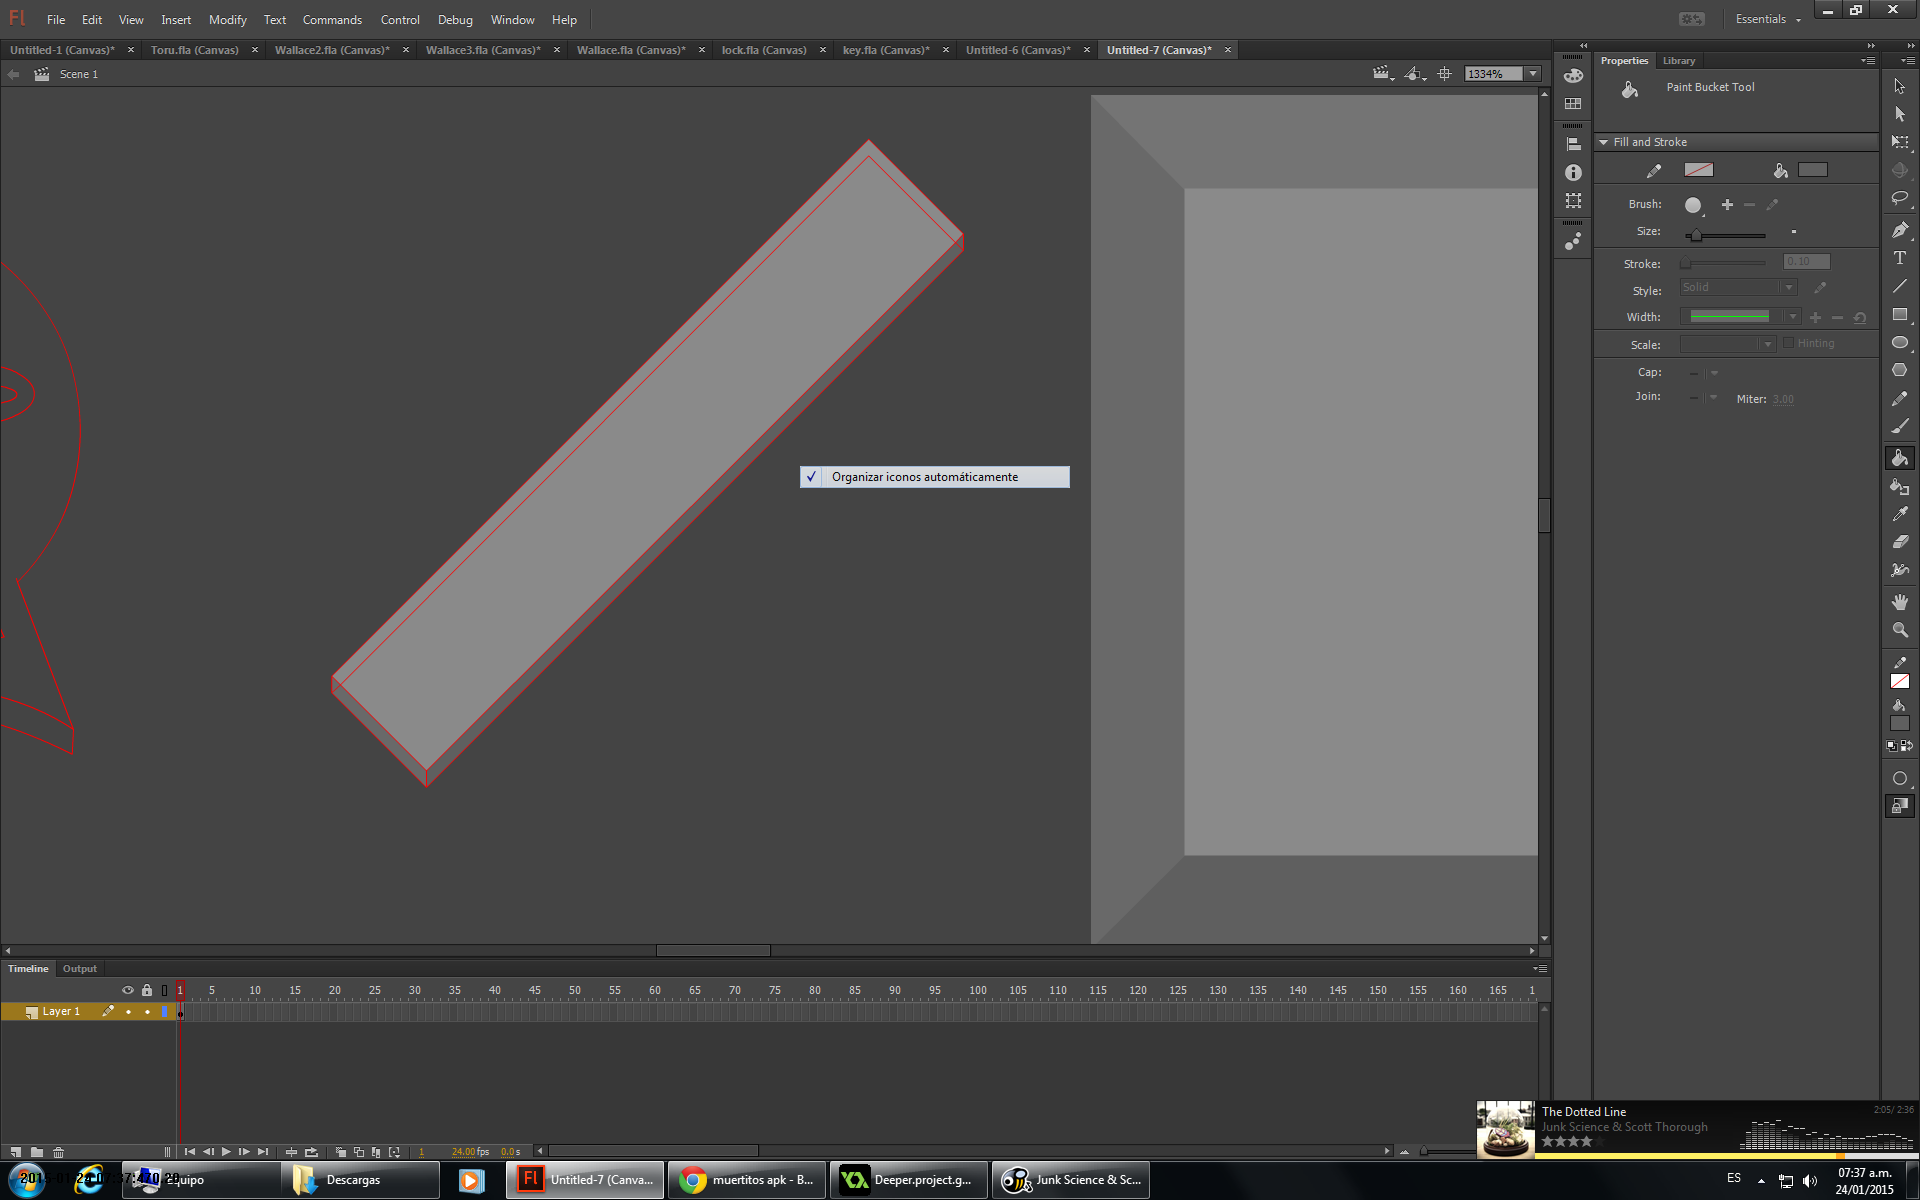 Fl File Edit View Insert Modify Text Commands Control Debug Window Help Essentials
Untitled-1 (Canvas)* Toru.fla (Canvas) Wallace2.fla (Canvas)* Wallace3.fla (Canvas)* Wallace.fla (Canvas)* lock.fla (Canvas) key.fla (Canvas)* Untitled-6 (Canvas)* Untitled-7 (Canvas)*
Scene 1 1334%
Properties Library
Paint Bucket Tool
Fill and Stroke
Brush:
Size:
Stroke: 0,10
Style: Solid
Width:
Scale: Hinting
Cap:
Join: Miter: 3,00
Organizar iconos automáticamente
Timeline Output
1 5 10 15 20 25 30 35 40 45 50 55 60 65 70 75 80 85 90 95 100 105 110 115 120 125 130 135 140 145 150 155 160 165 1
Layer 1
The Dotted Line 2:05/ 2:36
Junk Science & Scott Thorough
1 24.00 fps 0.0 s
Equipo Descargas Fl Untitled-7 (Canva... muertitos apk - B... Deeper.project.g... Junk Science & Sc... ES
07:37 a.m.
24/01/2015